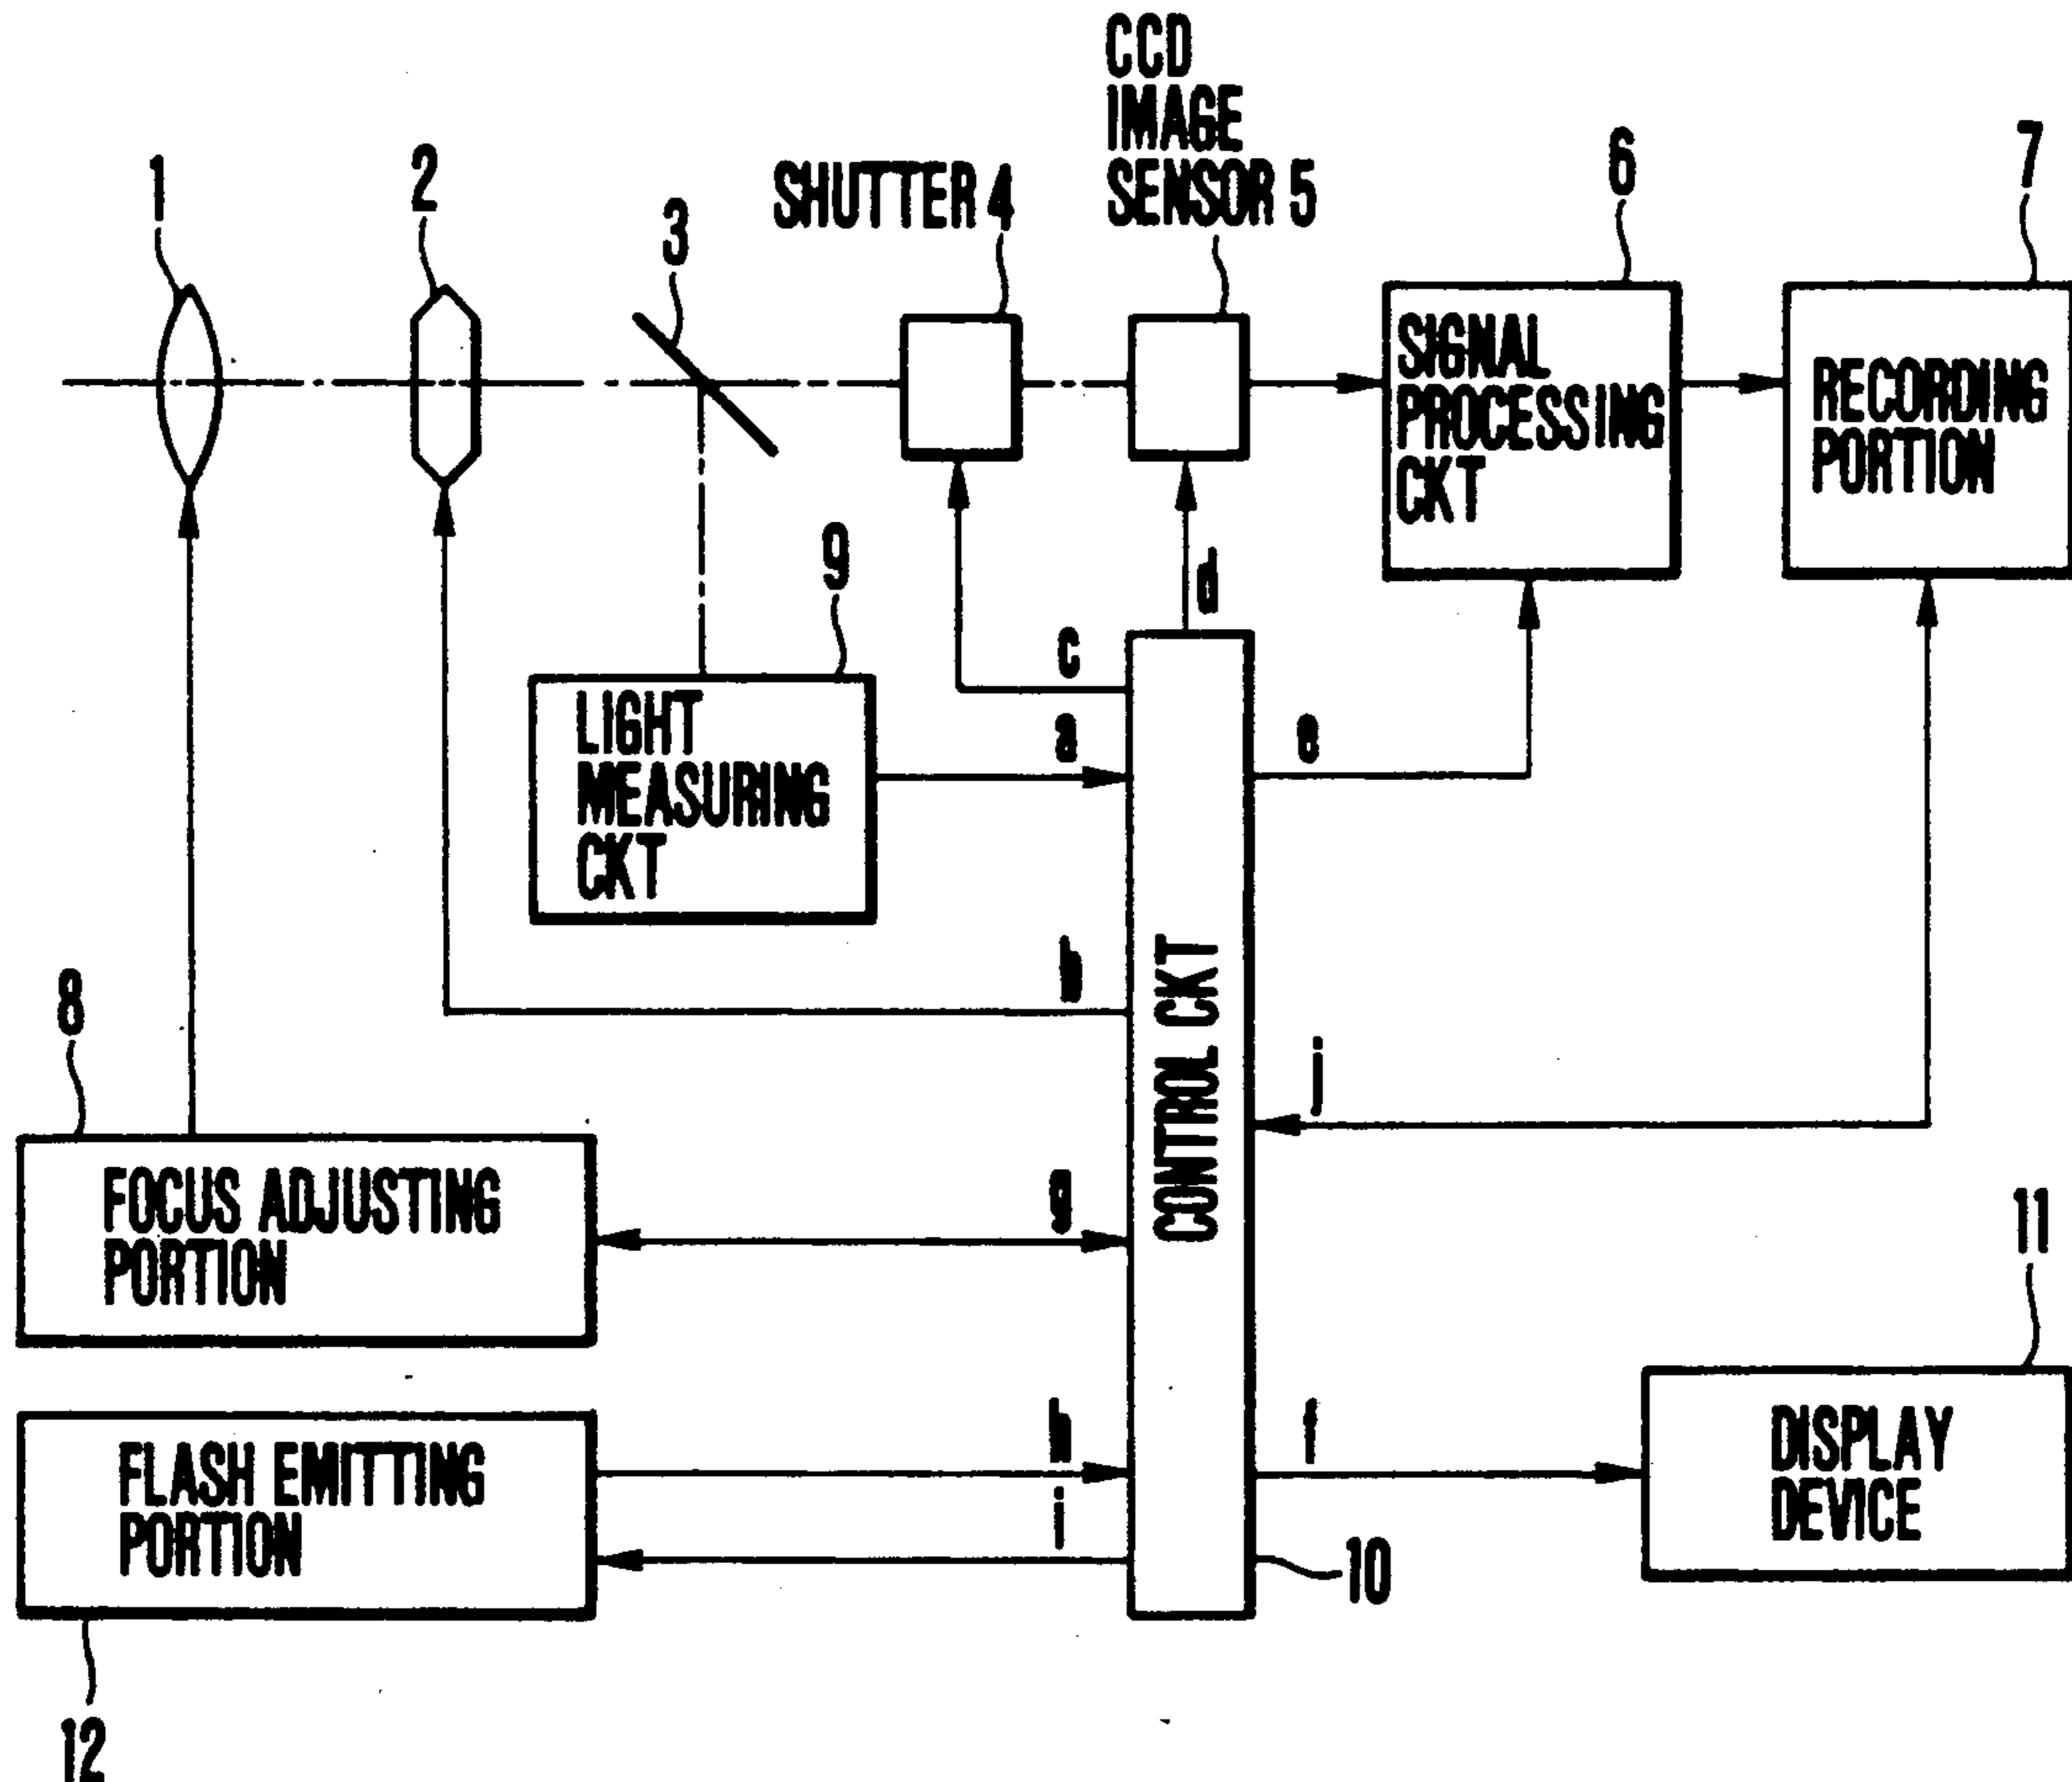 CCD
IMAGE
SENSOR 5
1
2
3
SHUTTER 4
6
7
SIGNAL
PROCESSING
CKT
RECORDING
PORTION
9
d
c
LIGHT
MEASURING
CKT
a
e
b
8
CONTROL CKT
j
FOCUS ADJUSTING
PORTION
g
11
FLASH EMITTING
PORTION
h
i
f
DISPLAY
DEVICE
10
12